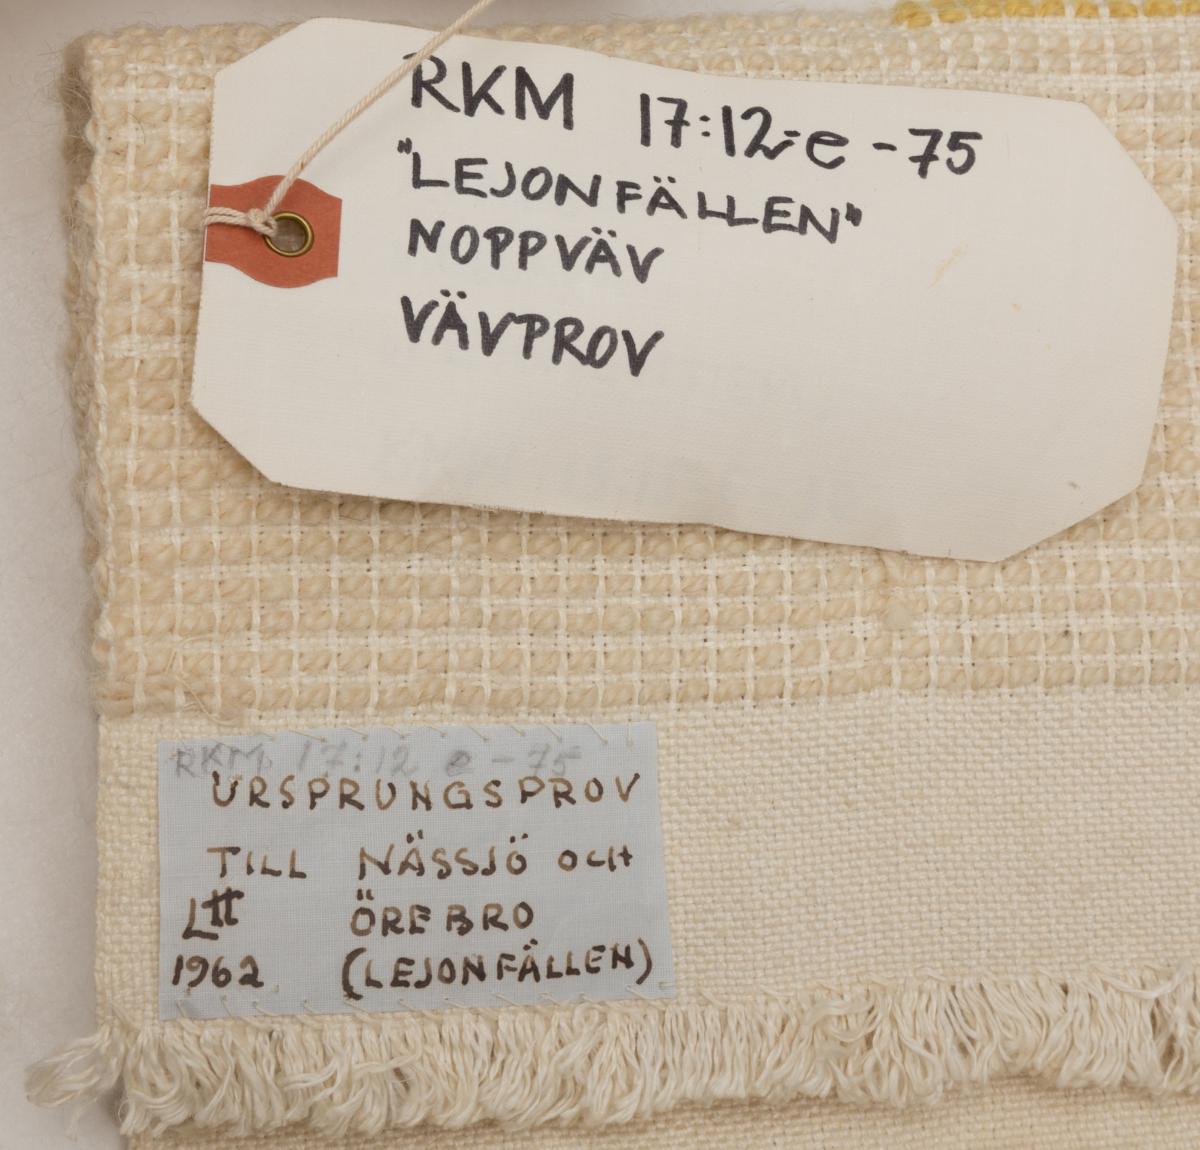 RKM 17:12 e -75
"LEJONFÄLLEN"
NOPPVÄV
VÄVPROV
RKM 17:12 e -75
URSPRUNGSPROV
TILL NÄSSJÖ OCH
ÖREBRO
1962 (LEJONFÄLLEN)